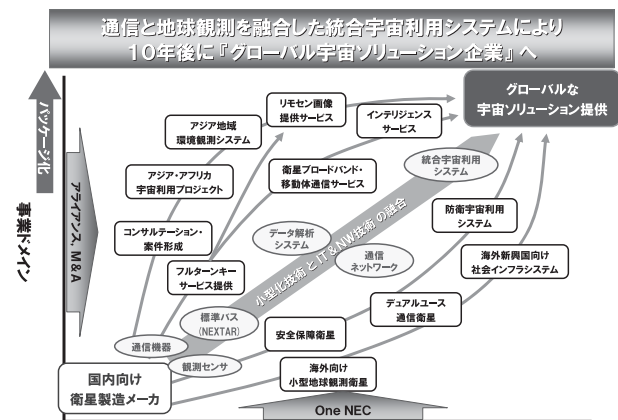 通信と地球観測を融合した統合宇宙利用システムにより
10年後に『グローバル宇宙ソリューション企業』へ
グローバルな
宇宙ソリューション提供
リモセン画像
提供サービス
インテリジェンス
サービス
アジア地域
環境観測システム
統合宇宙利用
システム
衛星ブロードバンド・
移動体通信サービス
アジア・アフリカ
宇宙利用プロジェクト
防衛宇宙利用
システム
コンサルテーション・
案件形成
データ解析
システム
通信
ネットワーク
海外新興国向け
社会インフラシステム
フルターンキー
サービス提供
小型化技術 と IT&NW技術 の融合
デュアルユース
通信衛星
標準バス
(NEXTAR)
安全保障衛星
通信機器
観測センサ
海外向け
小型地球観測衛星
国内向け
衛星製造メーカ
One NEC
パッケージ化
アライアンス, M&A
事業ドメイン